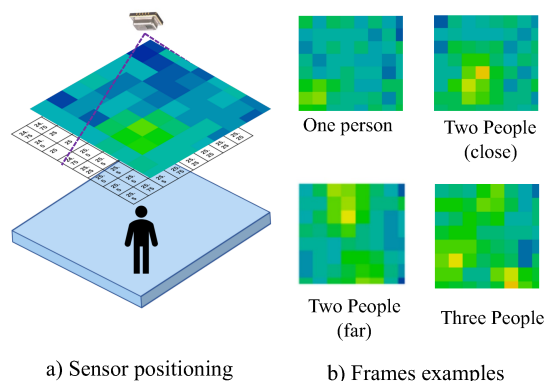 One person
Two People
(close)
Two People
(far)
Three People
a) Sensor positioning
b) Frames examples